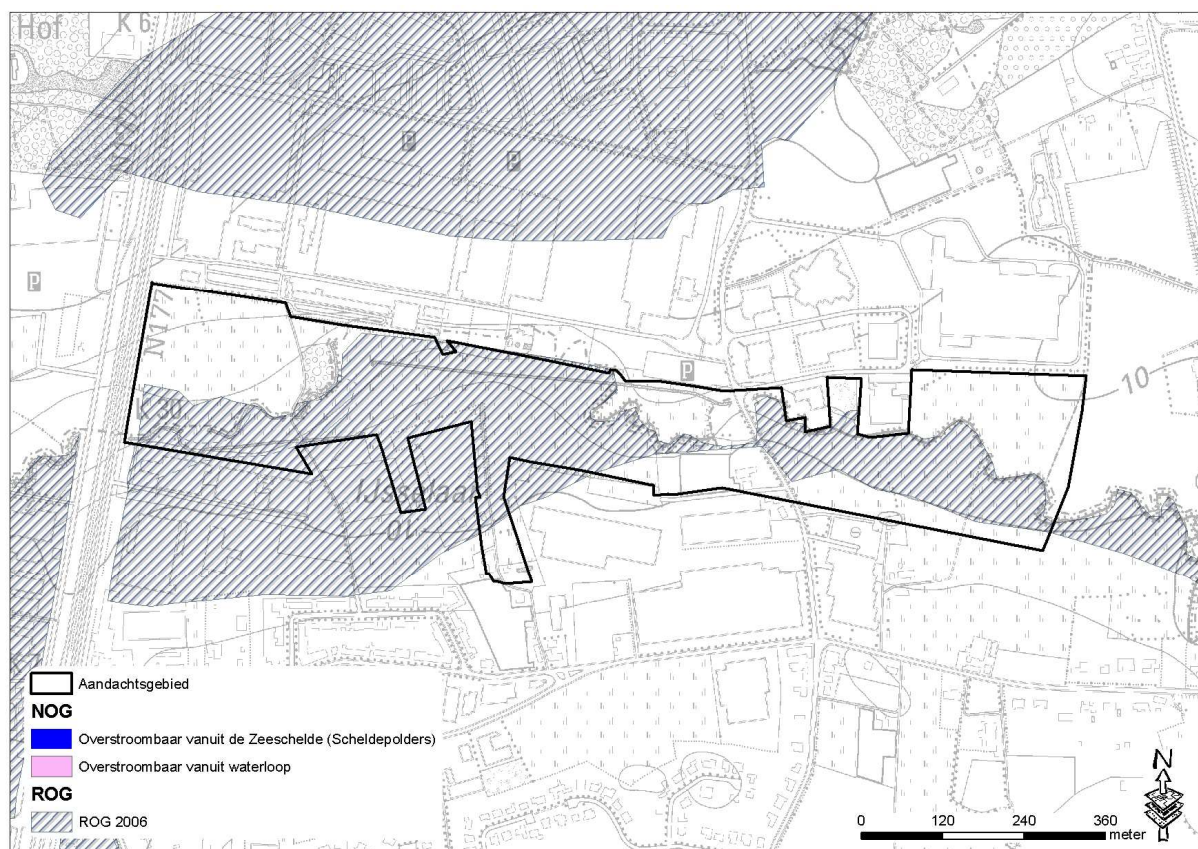 Hof
K 6
N177
P
P
P
N177
P
10
K 30
Aandachtsgebied
NOG
Overstroombaar vanuit de Zeeschelde (Scheldepolders)
Overstroombaar vanuit waterloop
ROG
ROG 2006
N
0 120 240 360
meter